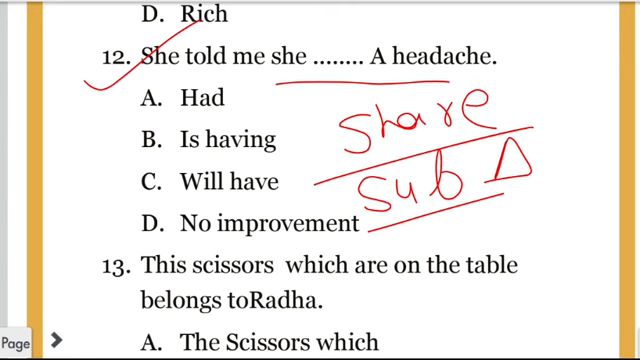 D. Rich
12. She told me she ........ A headache.
A. Had
B. Is having
C. Will have
D. No improvement
Share
Sub
13. This scissors which are on the table
belongs toRadha.
A. The Scissors which
Page